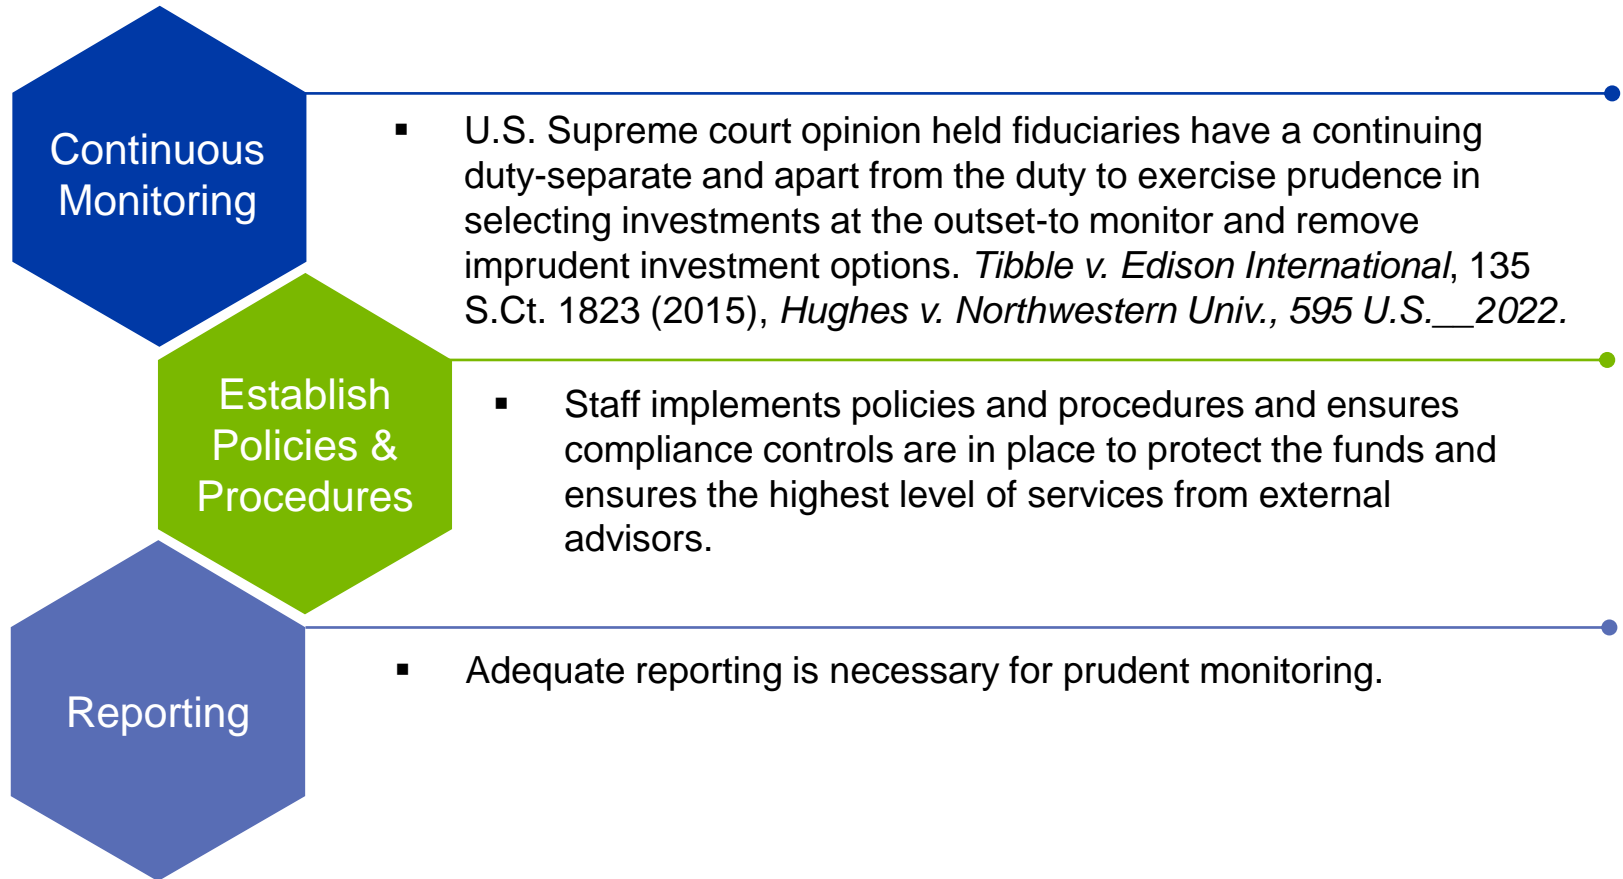 Continuous
Monitoring
▪ U.S. Supreme court opinion held fiduciaries have a continuing
duty-separate and apart from the duty to exercise prudence in
selecting investments at the outset-to monitor and remove
imprudent investment options. Tibble v. Edison International, 135
S.Ct. 1823 (2015), Hughes v. Northwestern Univ., 595 U.S.__2022.
Establish
Policies &
Procedures
▪ Staff implements policies and procedures and ensures
compliance controls are in place to protect the funds and
ensures the highest level of services from external
advisors.
Reporting
▪ Adequate reporting is necessary for prudent monitoring.